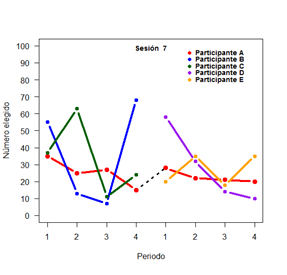 Sesión 7
Participante A
Participante B
Participante C
Participante D
Participante E
Número elegido
100
90
80
70
60
50
40
30
20
10
0
1 2 3 4 1 2 3 4
Periodo